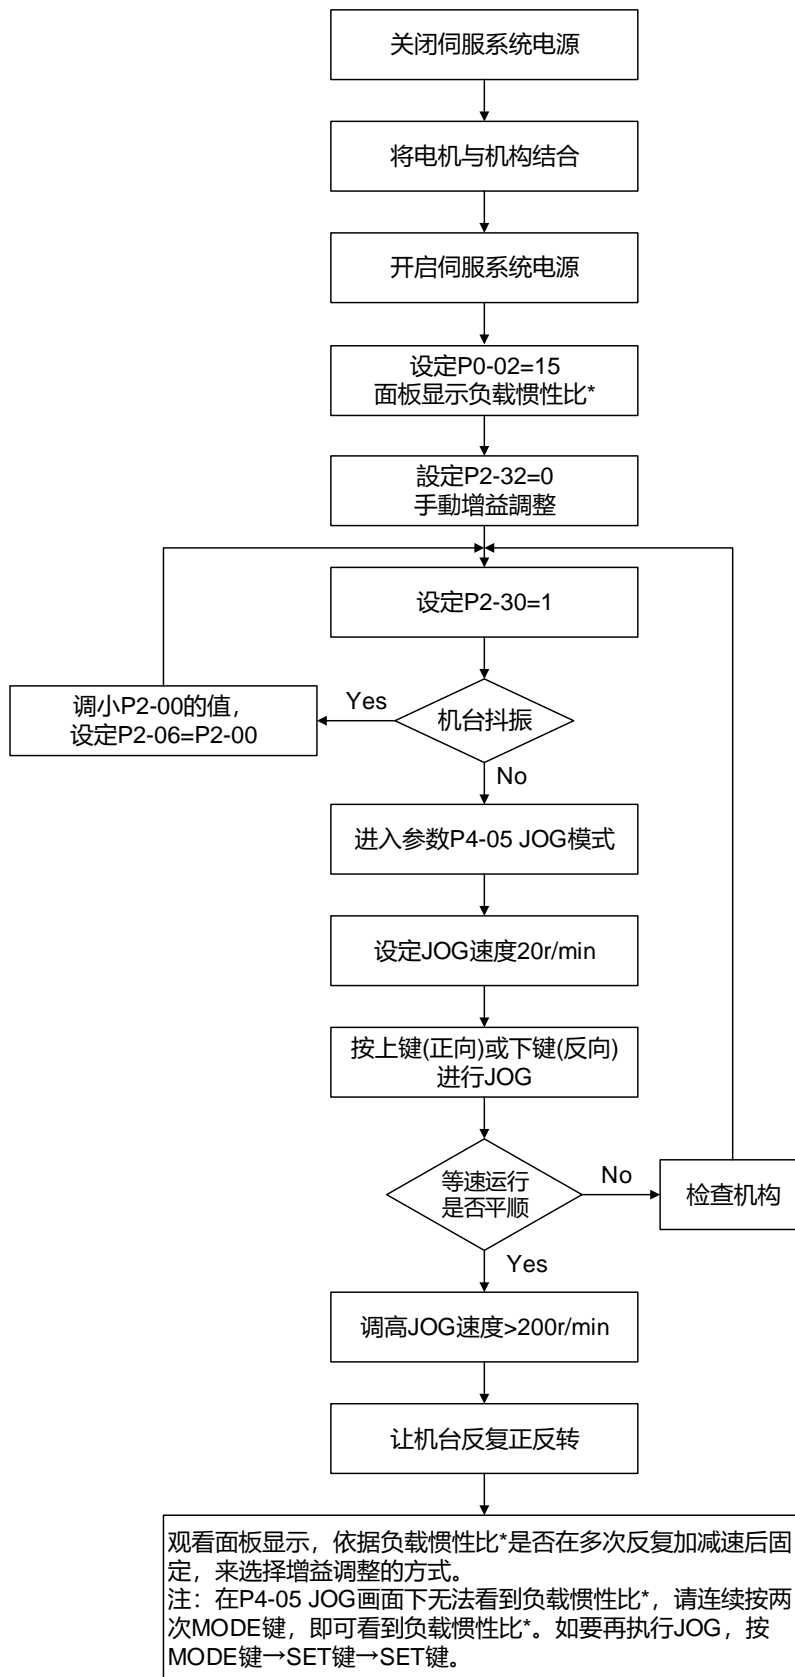 关闭伺服系统电源
将电机与机构结合
开启伺服系统电源
设定P0-02=15
面板显示负载惯性比*
設定P2-32=0
手動增益調整
设定P2-30=1
调小P2-00的值，
设定P2-06=P2-00
Yes
机台抖振
No
进入参数P4-05 JOG模式
设定JOG速度20r/min
按上键(正向)或下键(反向)
进行JOG
等速运行
是否平顺
No
检查机构
Yes
调高JOG速度>200r/min
让机台反复正反转
观看面板显示，依据负载惯性比*是否在多次反复加减速后固
定，来选择增益调整的方式。
注：在P4-05 JOG画面下无法看到负载惯性比*，请连续按两
次MODE键，即可看到负载惯性比*。如要再执行JOG，按
MODE键→SET键→SET键。